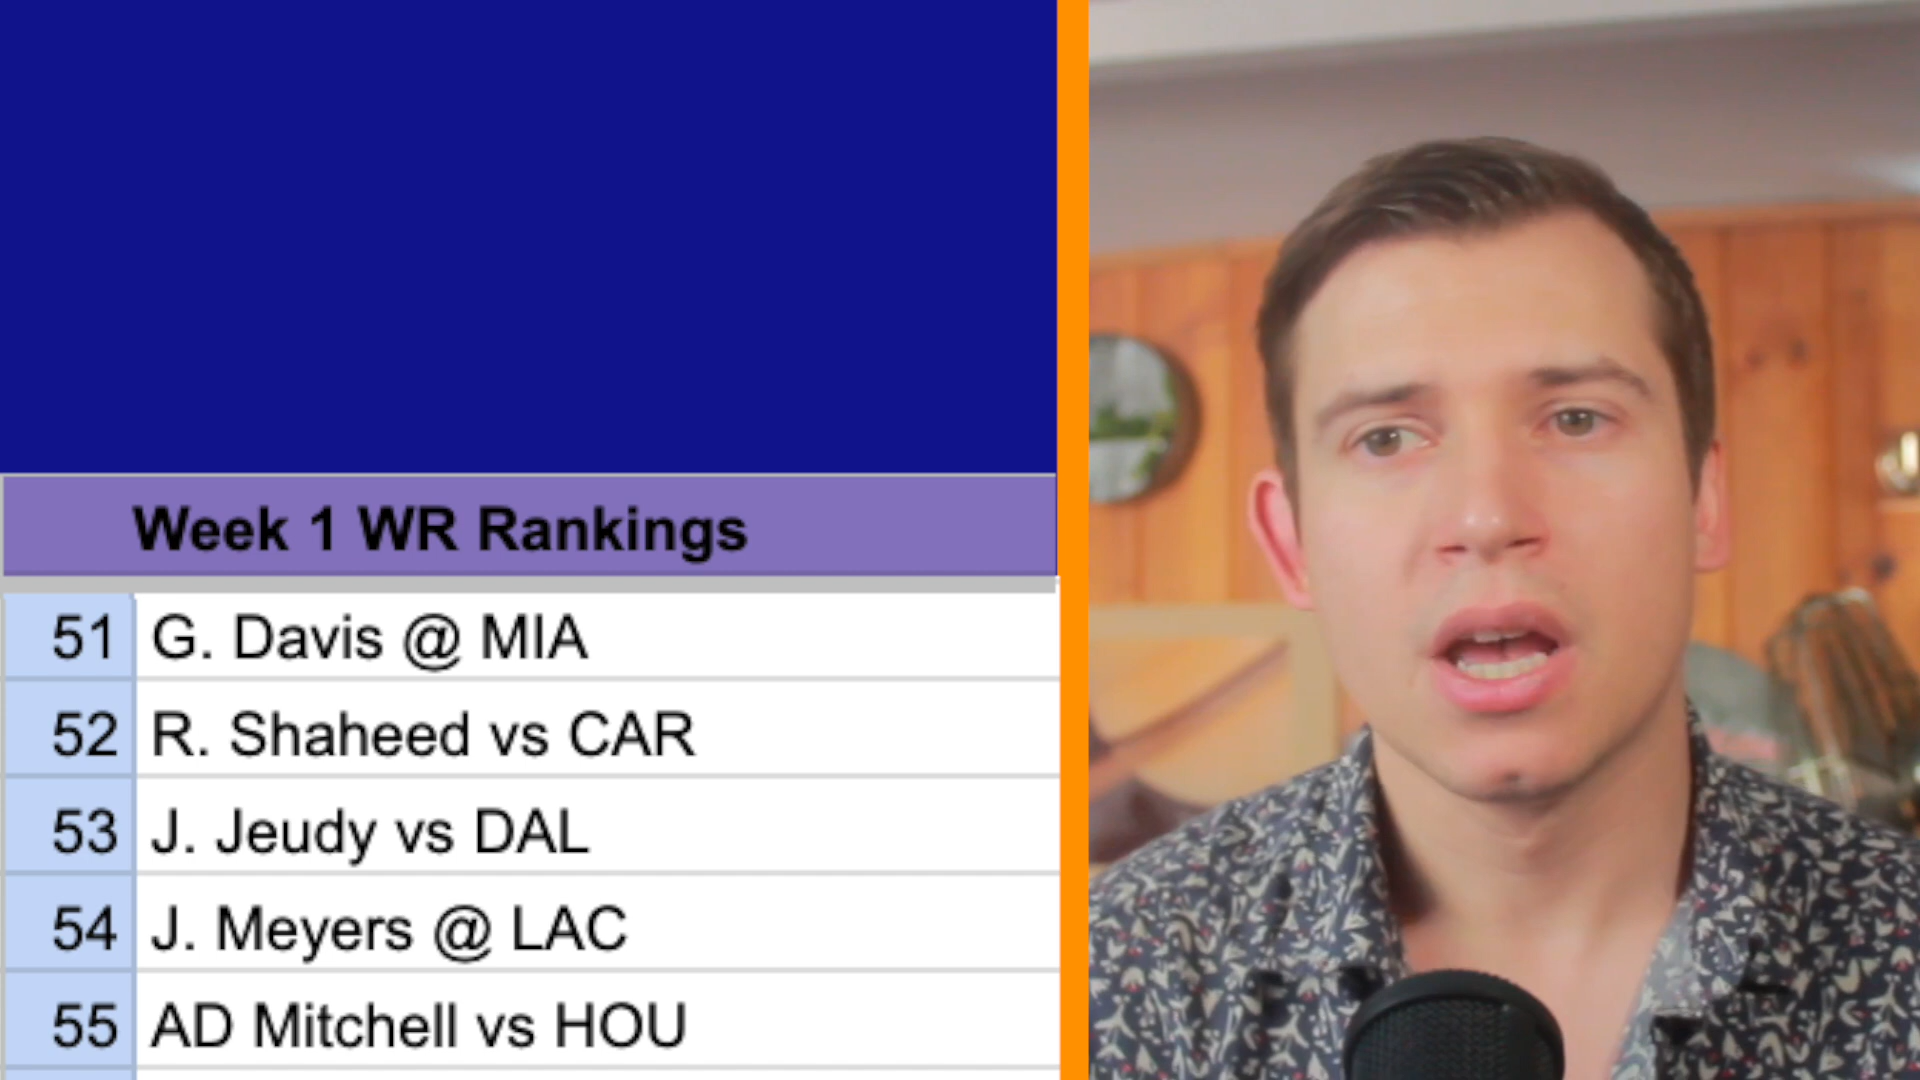 Week 1 WR Rankings
51 G. Davis @ MIA
52 R. Shaheed vs CAR
53 J. Jeudy vs DAL
54 J. Meyers @ LAC
55 AD Mitchell vs HOU